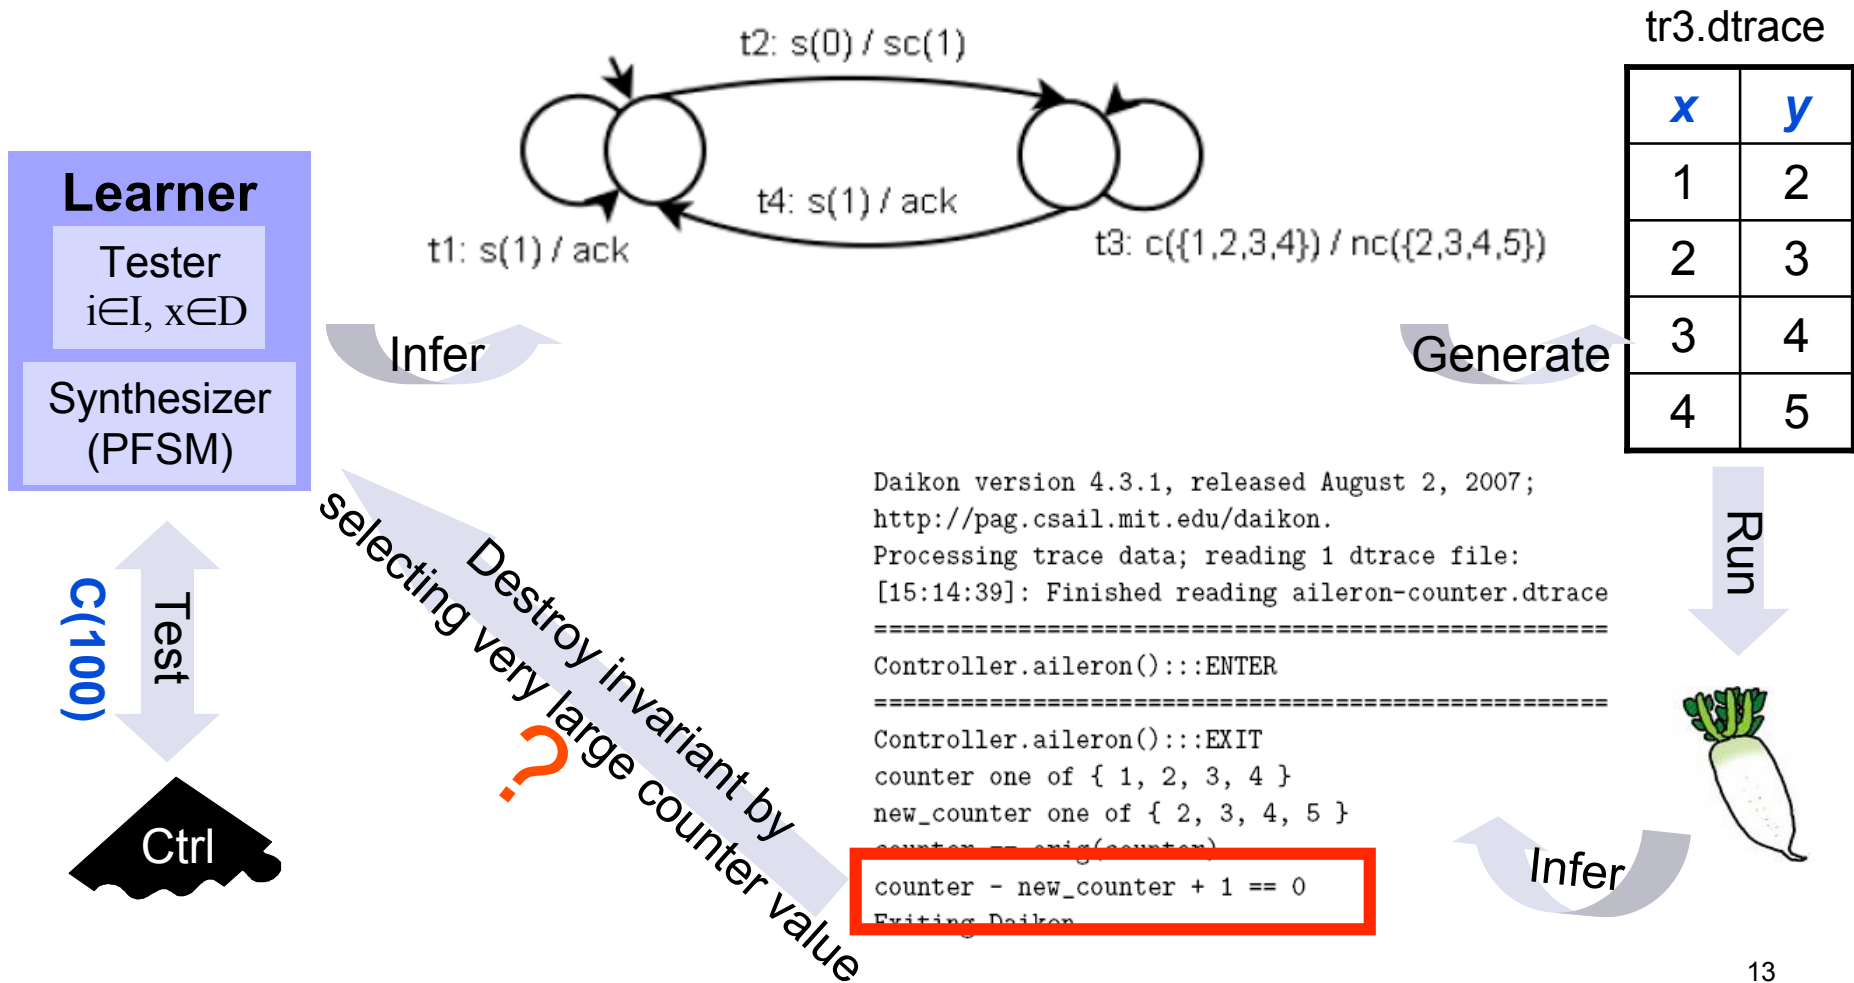 tr3.dtrace
t2: s(0) / sc(1)
x y
1 2
2 3
3 4
4 5
Learner
Tester
i∈I, x∈D
Synthesizer
(PFSM)
t4: s(1) / ack
t1: s(1) / ack
t3: c({1,2,3,4}) / nc({2,3,4,5})
Infer
Generate
Run
Daikon version 4.3.1, released August 2, 2007;
http://pag.csail.mit.edu/daikon.
Processing trace data; reading 1 dtrace file:
[15:14:39]: Finished reading aileron-counter.dtrace
===================================================
Controller.aileron():::ENTER
===================================================
Controller.aileron():::EXIT
counter one of { 1, 2, 3, 4 }
new_counter one of { 2, 3, 4, 5 }
counter == orig(counter)
counter - new_counter + 1 == 0
Exiting Daikon
Infer
Destroy invariant by
selecting very large counter value
?
Test
C(100)
Ctrl
13